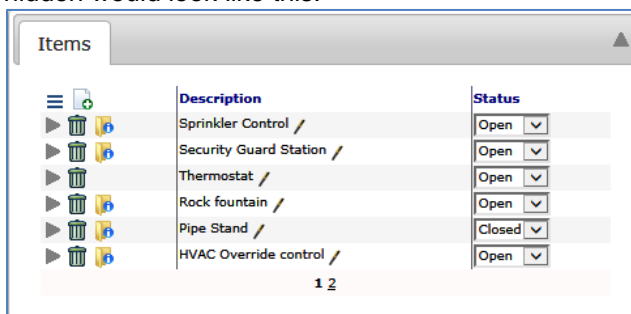 hidden would look like this:
Items
Description Status
Sprinkler Control Open
Security Guard Station Open
Thermostat Open
Rock fountain Open
Pipe Stand Closed
HVAC Override control Open
1 2